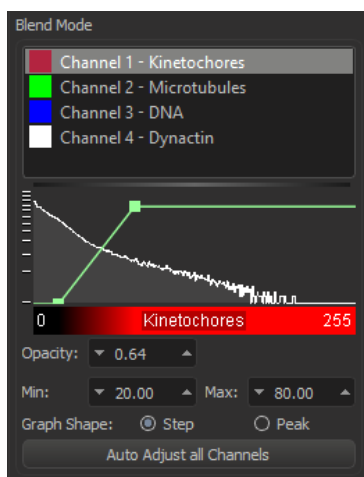 Blend Mode
Channel 1 - Kinetochores
Channel 2 - Microtubules
Channel 3 - DNA
Channel 4 - Dynactin
0 Kinetochores 255
Opacity: 0.64
Min: 20.00 Max: 80.00
Graph Shape: Step Peak
Auto Adjust all Channels